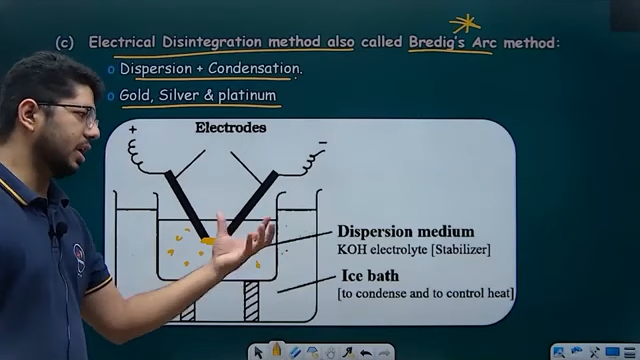 (c) Electrical Disintegration method also called Bredig's Arc method:
o Dispersion + Condensation.
o Gold, Silver & platinum
Electrodes
+ −
Dispersion medium
KOH electrolyte [Stabilizer]
Ice bath
[to condense and to control heat]